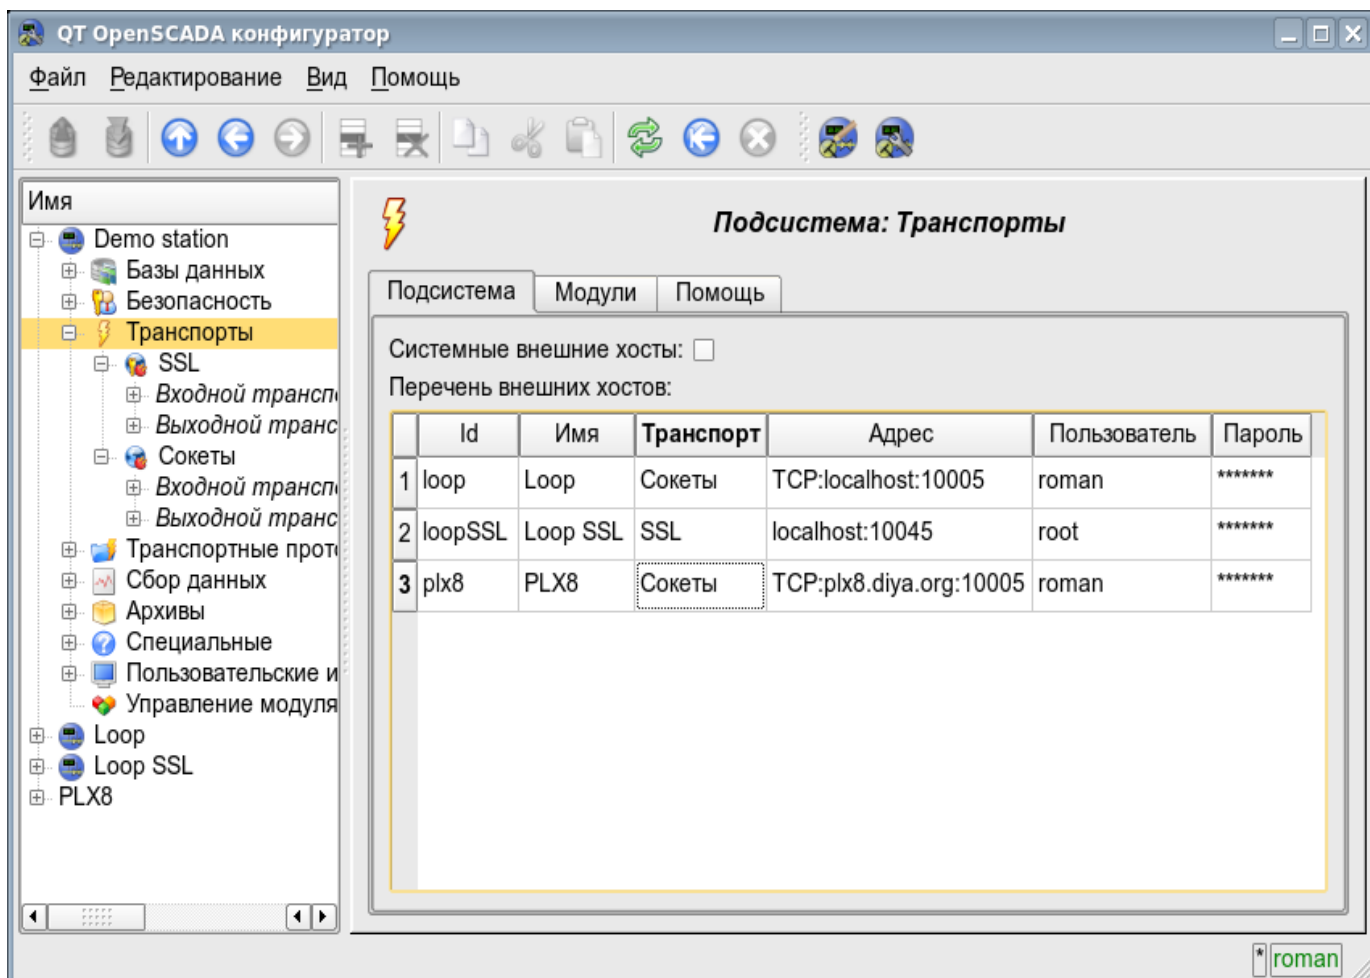 QT OpenSCADA конфигуратор
Файл Редактирование Вид Помощь
Имя
Demo station
Базы данных
Безопасность
Транспорты
SSL
Входной трансп
Выходной транс
Сокеты
Входной трансп
Выходной транс
Транспортные прот
Сбор данных
Архивы
Специальные
Пользовательские и
Управление модуля
Loop
Loop SSL
PLX8
Подсистема: Транспорты
Подсистема Модули Помощь
Системные внешние хосты:
Перечень внешних хостов:
Id Имя Транспорт Адрес Пользователь Пароль
1 loop Loop Сокеты TCP:localhost:10005 roman *******
2 loopSSL Loop SSL SSL localhost:10045 root *******
3 plx8 PLX8 Сокеты TCP:plx8.diya.org:10005 roman *******
* roman